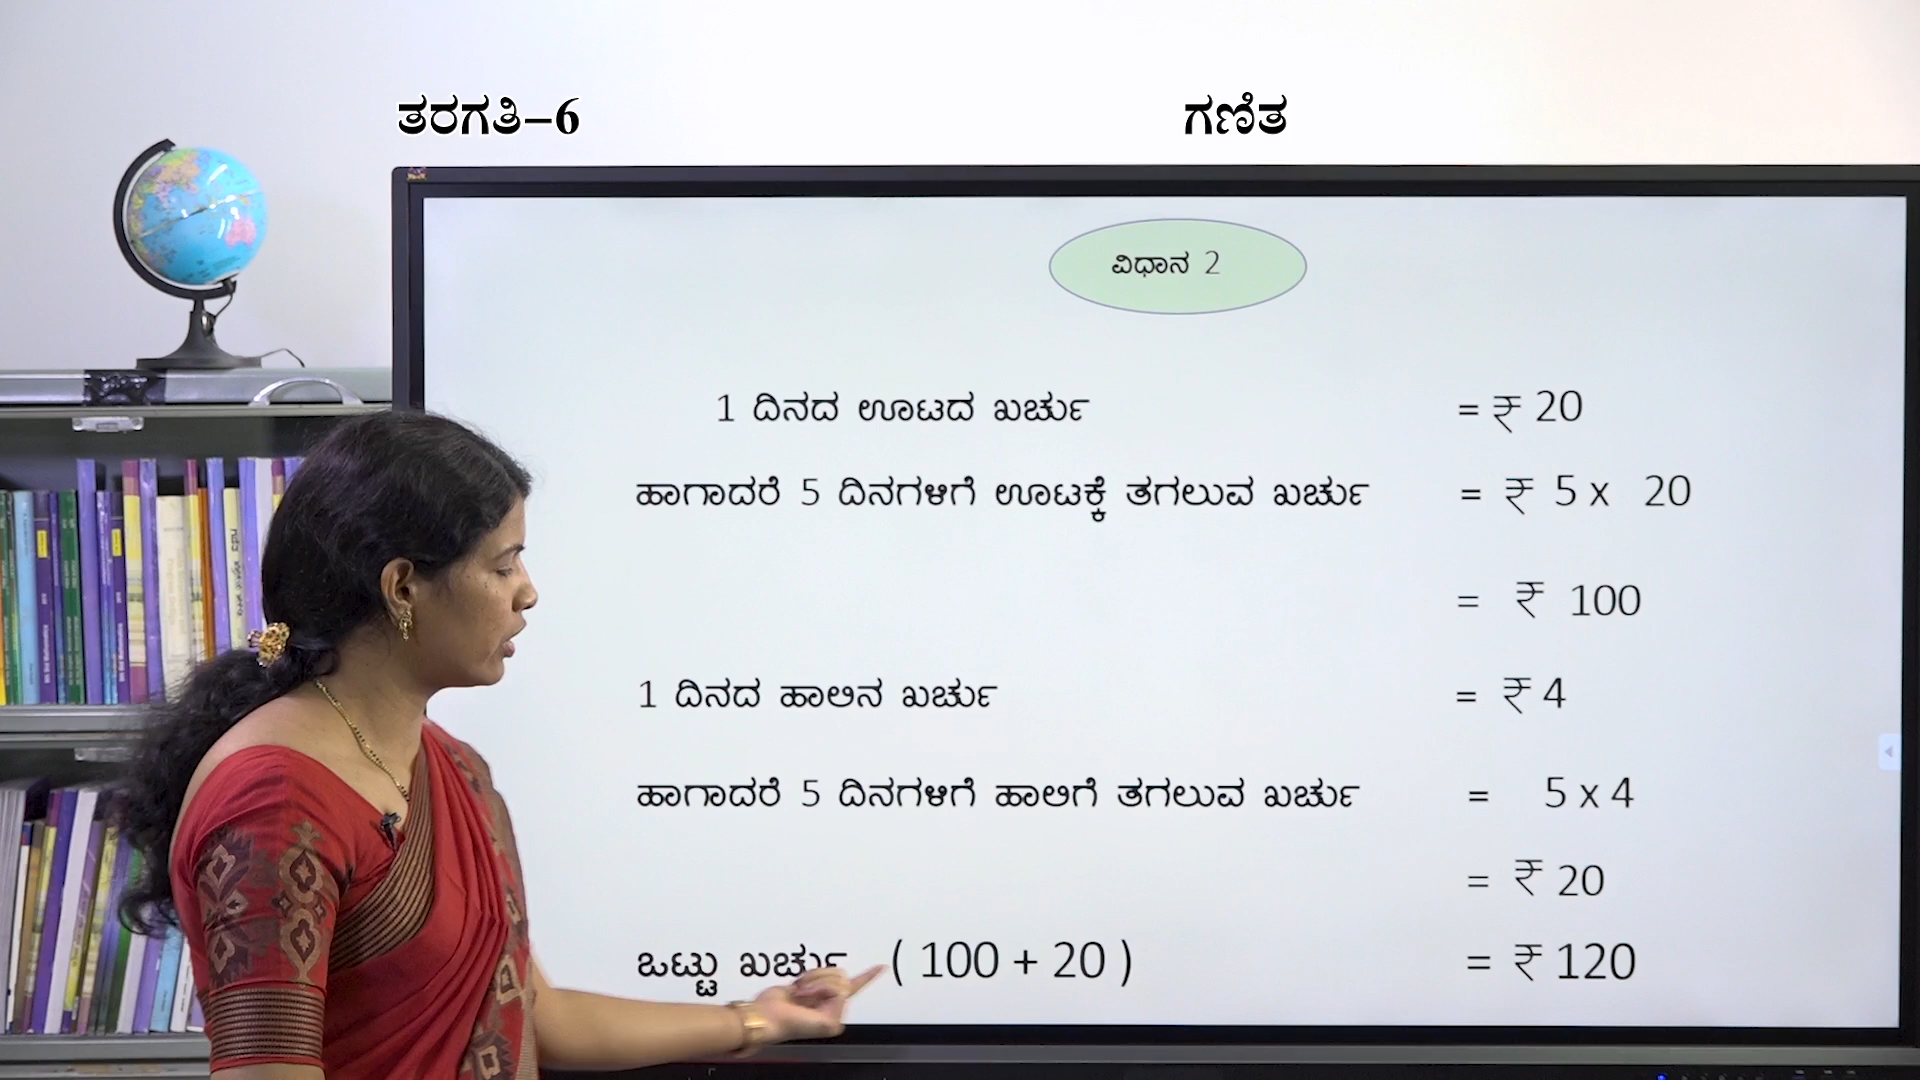 ತರಗತಿ–6 ಗಣಿತ
ವಿಧಾನ 2
1 ದಿನದ ಊಟದ ಖರ್ಚು = ₹ 20
ಹಾಗಾದರೆ 5 ದಿನಗಳಿಗೆ ಊಟಕ್ಕೆ ತಗಲುವ ಖರ್ಚು = ₹ 5 x 20
= ₹ 100
1 ದಿನದ ಹಾಲಿನ ಖರ್ಚು = ₹ 4
ಹಾಗಾದರೆ 5 ದಿನಗಳಿಗೆ ಹಾಲಿಗೆ ತಗಲುವ ಖರ್ಚು = 5 x 4
= ₹ 20
ಒಟ್ಟು ಖರ್ಚು ( 100 + 20 ) = ₹ 120